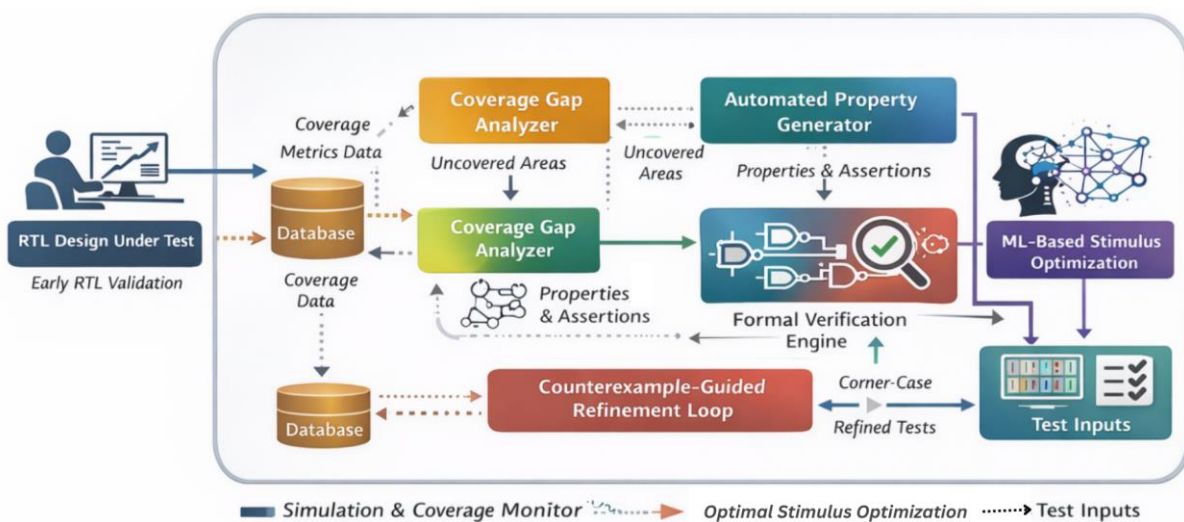 Coverage Gap
Analyzer
Automated Property
Generator
Coverage
Metrics Data
Uncovered Areas
Uncovered
Areas
Properties & Assertions
RTL Design Under Test
Early RTL Validation
Database
Coverage Gap
Analyzer
ML-Based Stimulus
Optimization
Coverage
Data
Properties
& Assertions
Formal Verification
Engine
Database
Counterexample-Guided
Refinement Loop
Corner-Case
Refined Tests
Test Inputs
Simulation & Coverage Monitor
Optimal Stimulus Optimization
Test Inputs